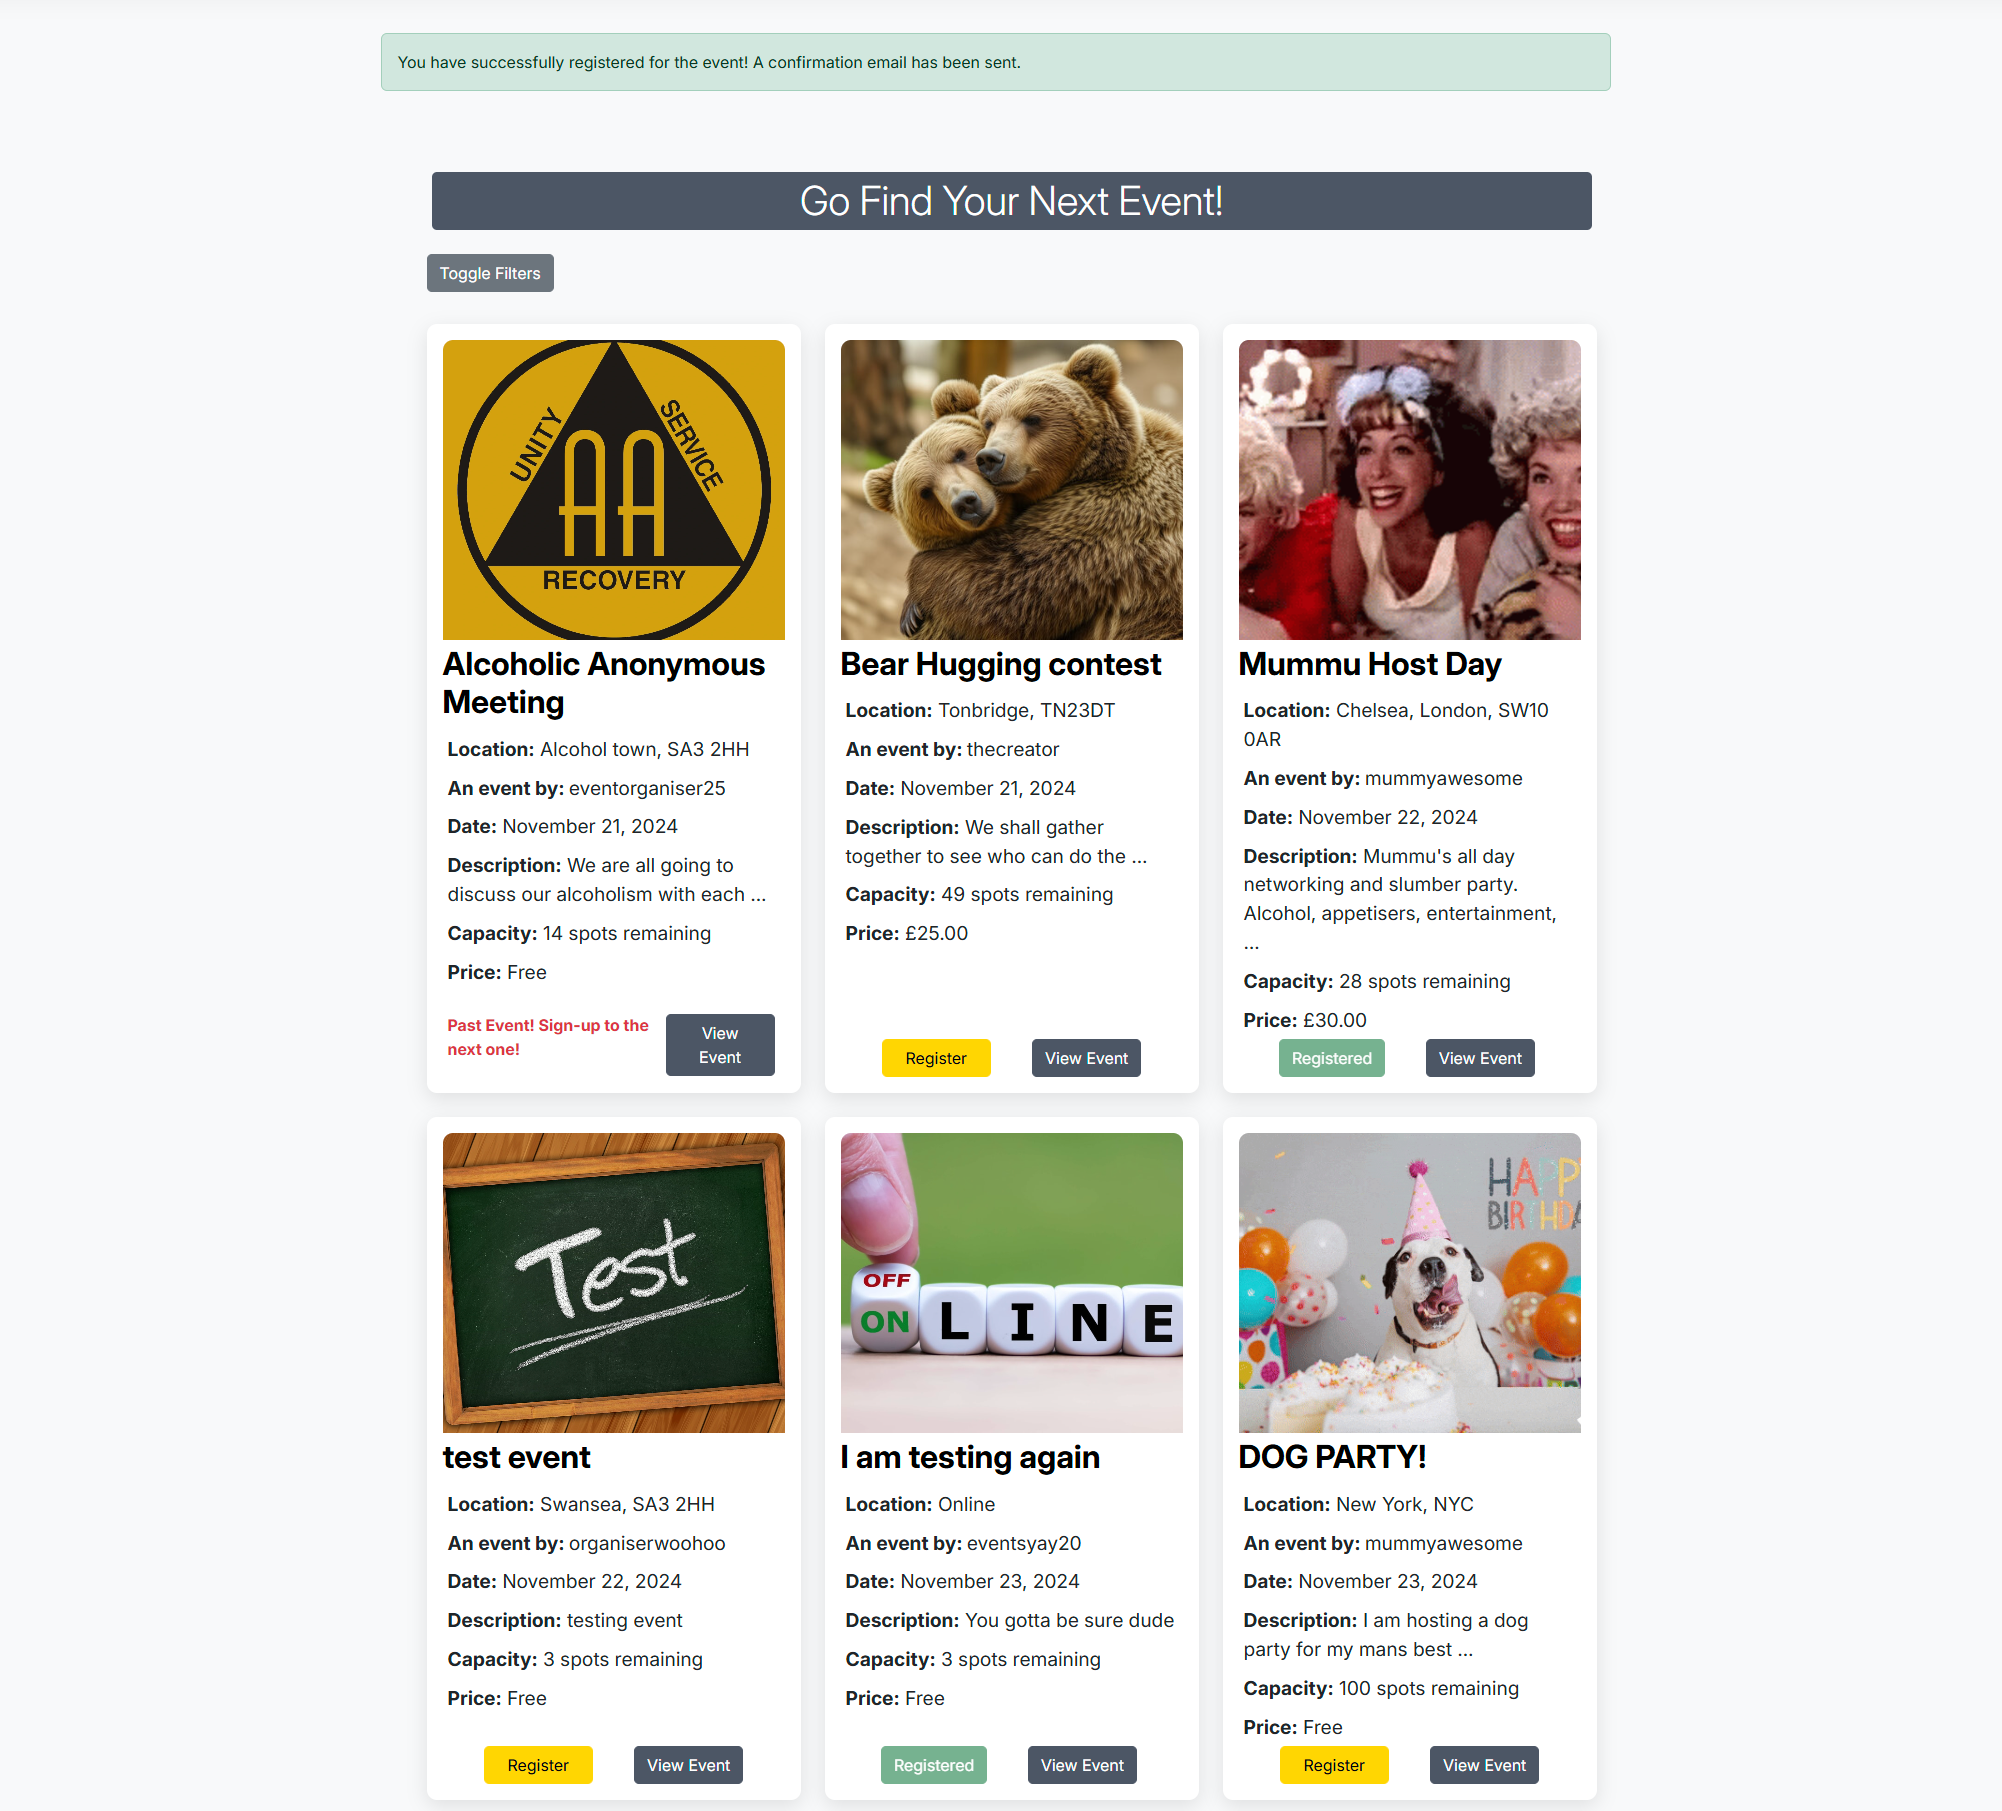 You have successfully registered for the event! A confirmation email has been sent.
Go Find Your Next Event!
Toggle Filters
UNITY
SERVICE
AA
RECOVERY
Alcoholic Anonymous
Meeting
Location: Alcohol town, SA3 2HH
An event by: eventorganiser25
Date: November 21, 2024
Description: We are all going to
discuss our alcoholism with each ...
Capacity: 14 spots remaining
Price: Free
Past Event! Sign-up to the
next one!
View
Event
Bear Hugging contest
Location: Tonbridge, TN23DT
An event by: thecreator
Date: November 21, 2024
Description: We shall gather
together to see who can do the ...
Capacity: 49 spots remaining
Price: £25.00
Register
View Event
Mummu Host Day
Location: Chelsea, London, SW10
0AR
An event by: mummyawesome
Date: November 22, 2024
Description: Mummu's all day
networking and slumber party.
Alcohol, appetisers, entertainment,
...
Capacity: 28 spots remaining
Price: £30.00
Registered
View Event
Test
test event
Location: Swansea, SA3 2HH
An event by: organiserwoohoo
Date: November 22, 2024
Description: testing event
Capacity: 3 spots remaining
Price: Free
Register
View Event
OFF
ON LINE
I am testing again
Location: Online
An event by: eventsyay20
Date: November 23, 2024
Description: You gotta be sure dude
Capacity: 3 spots remaining
Price: Free
Registered
View Event
HAPP
BIRTHDA
DOG PARTY!
Location: New York, NYC
An event by: mummyawesome
Date: November 23, 2024
Description: I am hosting a dog
party for my mans best ...
Capacity: 100 spots remaining
Price: Free
Register
View Event